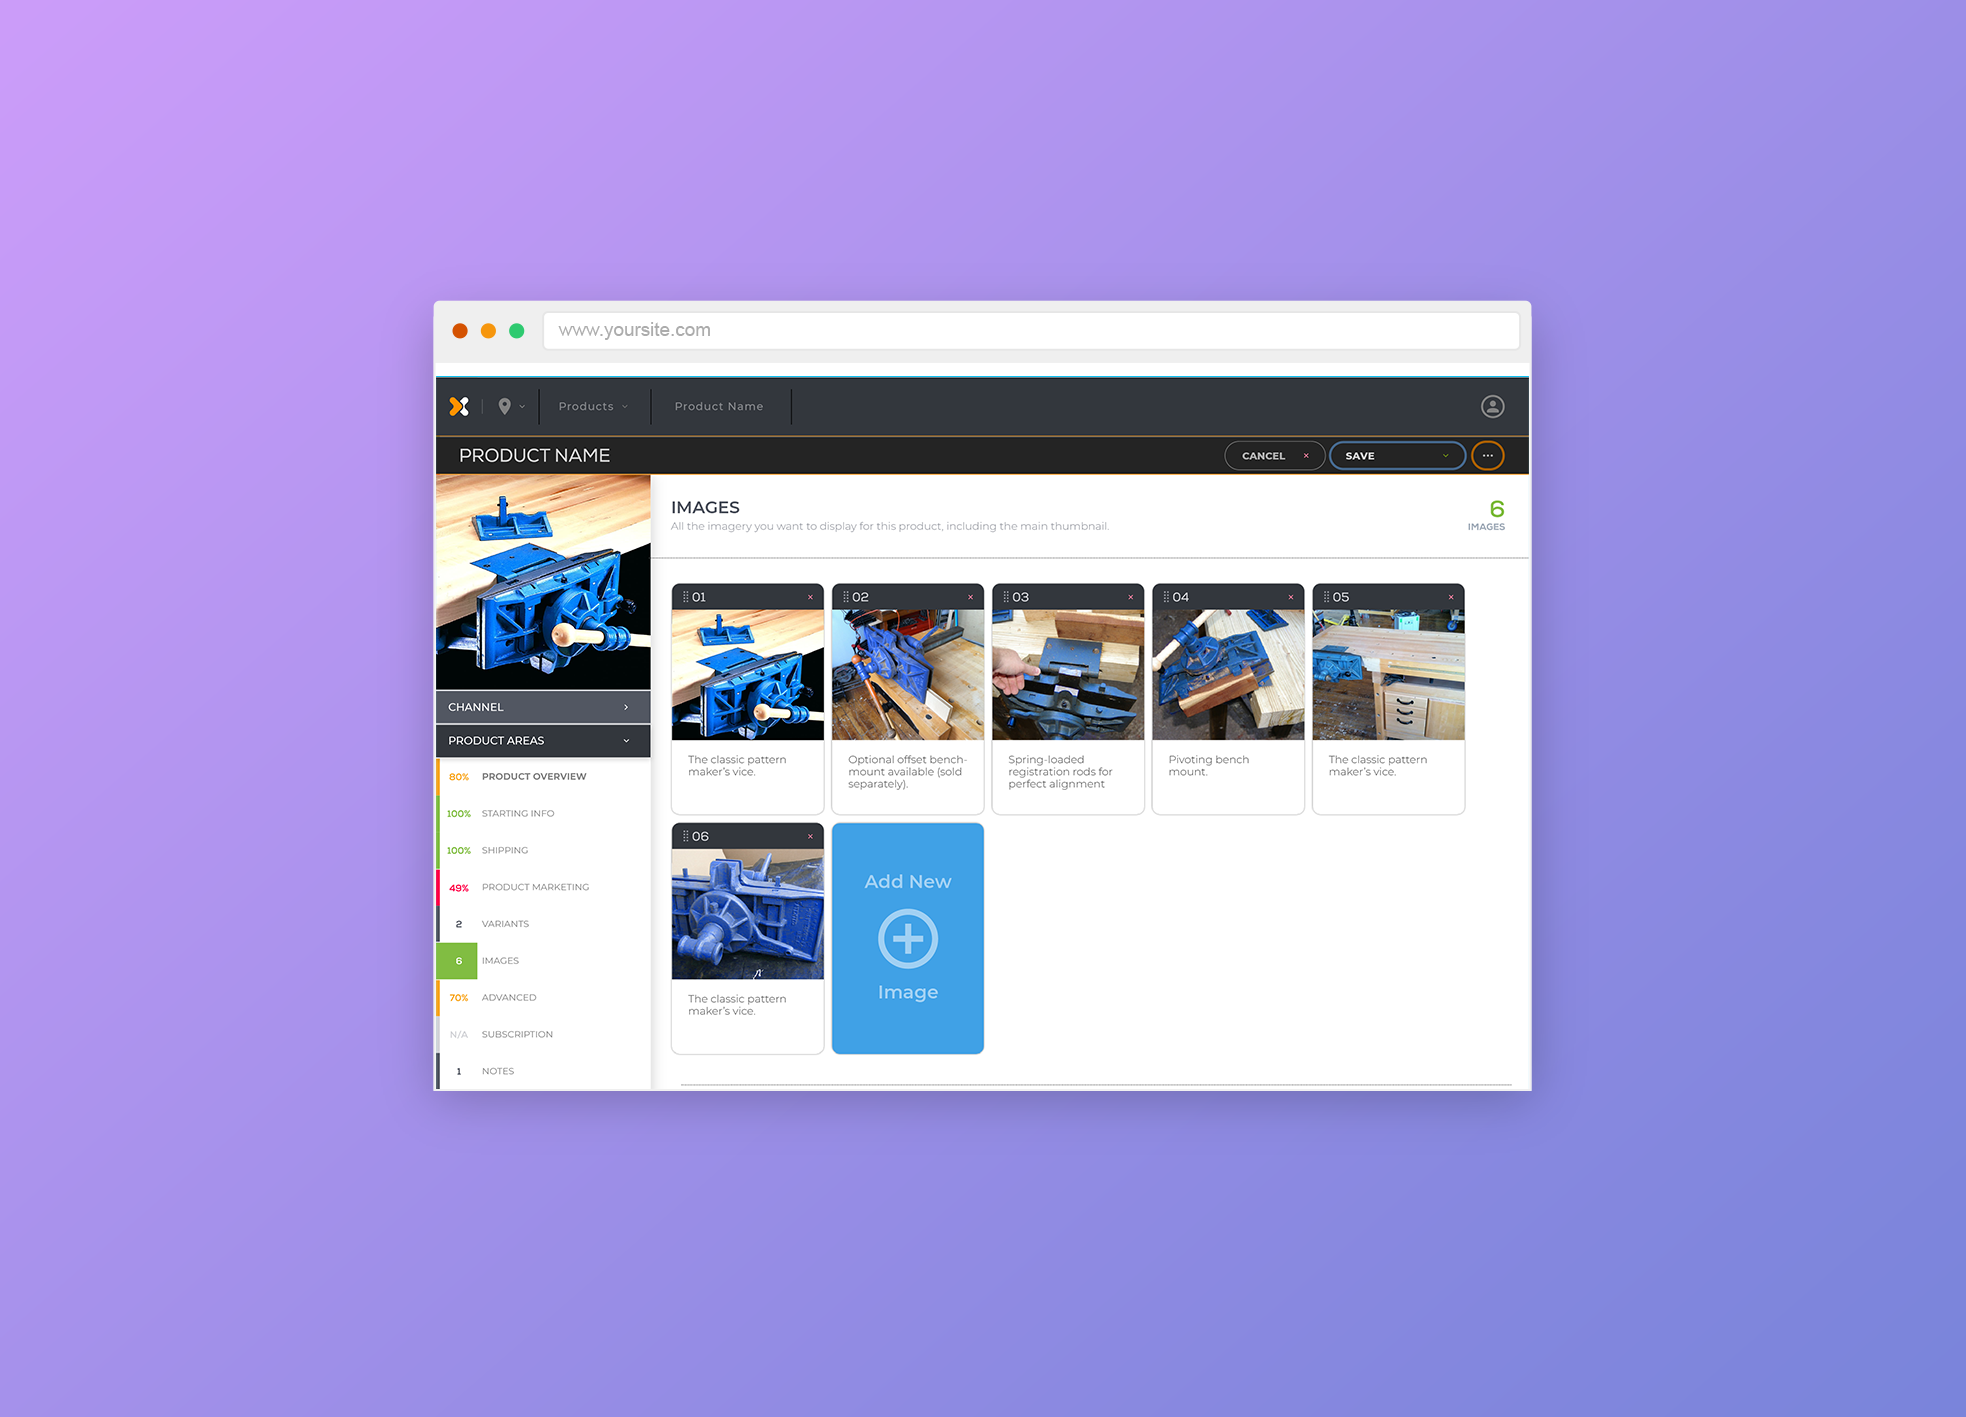 www.yoursite.com
Products
Product Name
PRODUCT NAME
CANCEL
SAVE
IMAGES
All the imagery you want to display for this product, including the main thumbnail.
6
IMAGES
CHANNEL
PRODUCT AREAS
80% PRODUCT OVERVIEW
100% STARTING INFO
100% SHIPPING
49% PRODUCT MARKETING
2 VARIANTS
6 IMAGES
70% ADVANCED
N/A SUBSCRIPTION
1 NOTES
01
The classic pattern
maker's vice.
02
Optional offset bench-
mount available (sold
separately).
03
Spring-loaded
registration rods for
perfect alignment
04
Pivoting bench
mount.
05
The classic pattern
maker's vice.
06
The classic pattern
maker's vice.
Add New
Image